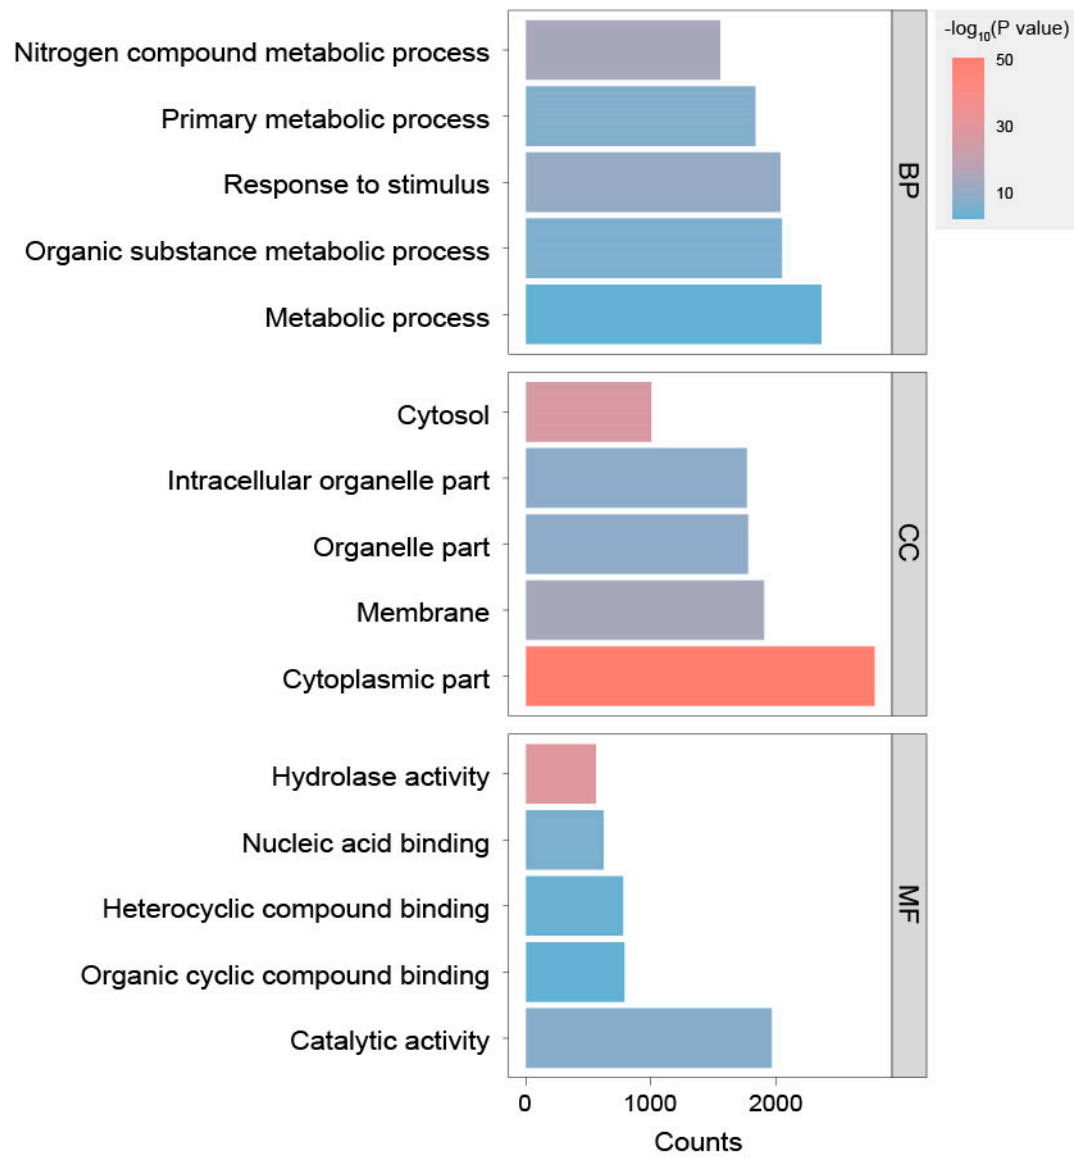 -log10(P value)
50
30
10
Nitrogen compound metabolic process
Primary metabolic process
Response to stimulus
Organic substance metabolic process
Metabolic process
BP
Cytosol
Intracellular organelle part
Organelle part
Membrane
Cytoplasmic part
CC
Hydrolase activity
Nucleic acid binding
Heterocyclic compound binding
Organic cyclic compound binding
Catalytic activity
MF
0 1000 2000
Counts